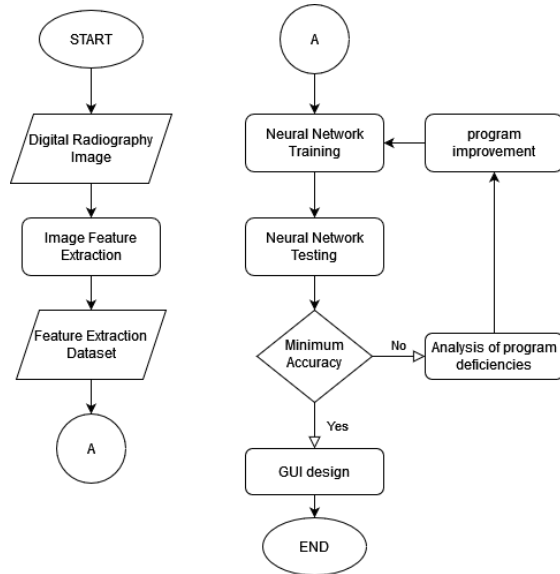 START
Digital Radiography
Image
Image Feature
Extraction
Feature Extraction
Dataset
A
A
Neural Network
Training
program
improvement
Neural Network
Testing
Minimum
Accuracy
No
Analysis of program
deficiencies
Yes
GUI design
END